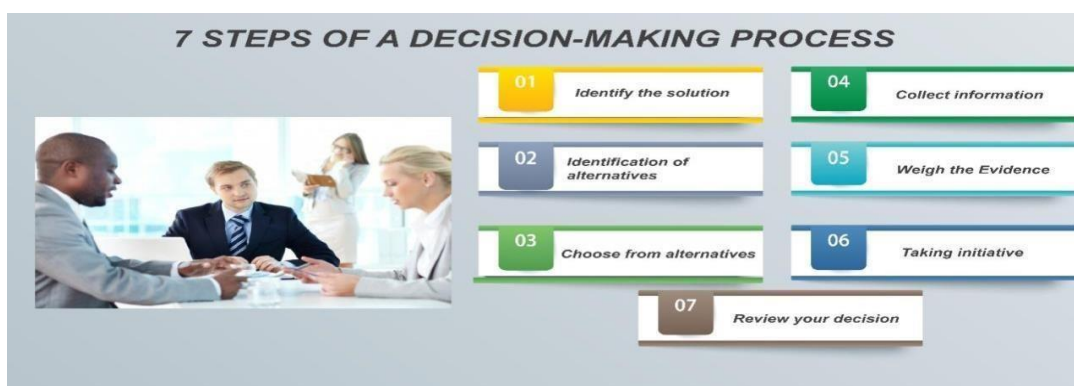 7 STEPS OF A DECISION-MAKING PROCESS
01
Identify the solution
02
Identification of
alternatives
03
Choose from alternatives
04
Collect information
05
Weigh the Evidence
06
Taking initiative
07
Review your decision